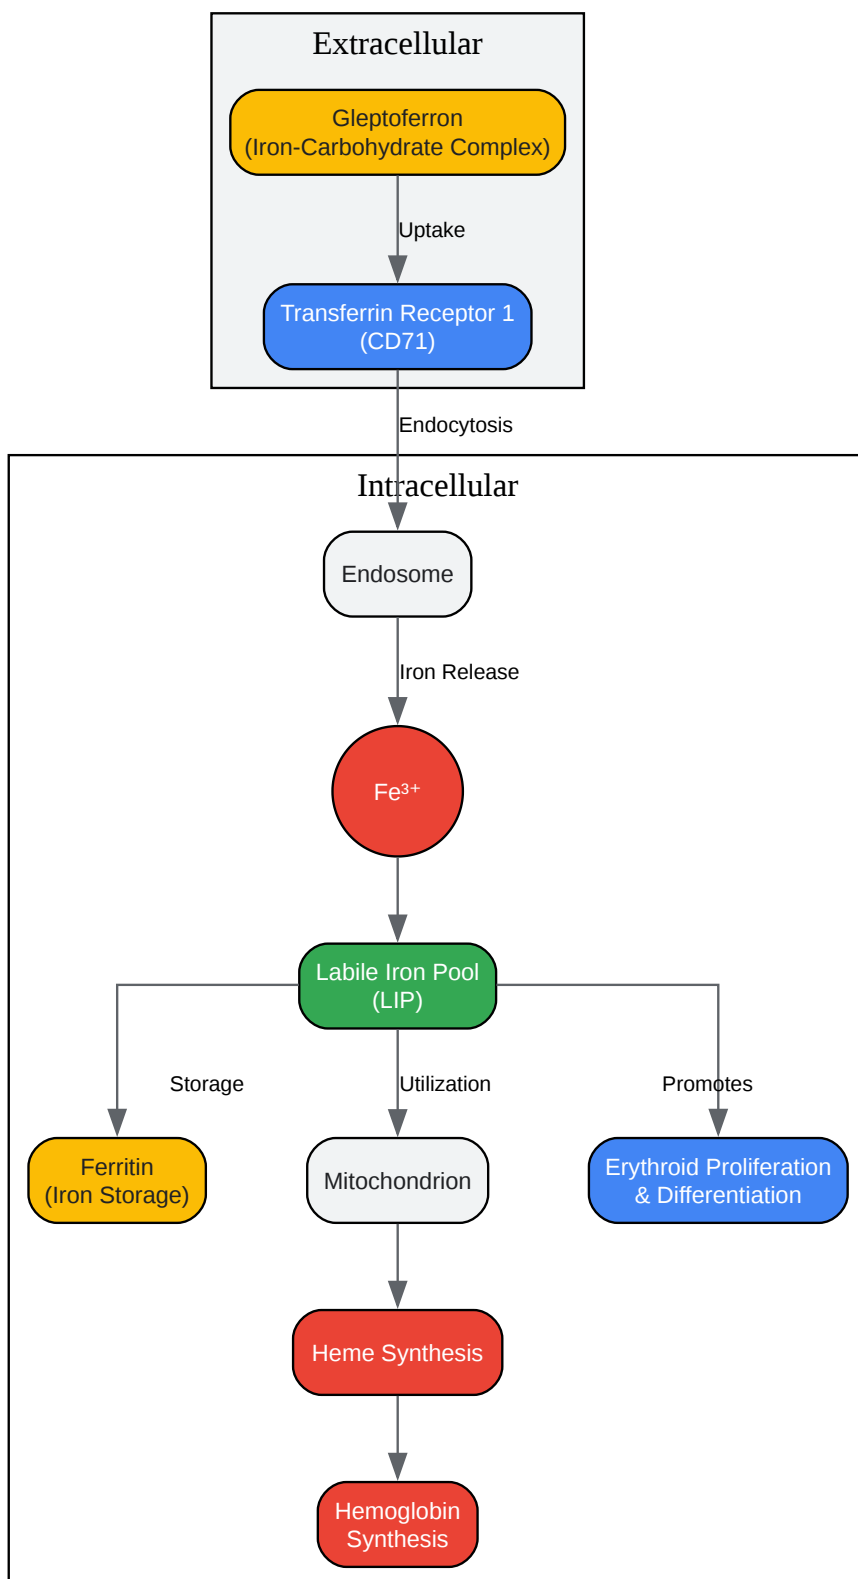 Extracellular
Gleptoferron
(Iron-Carbohydrate Complex)
Uptake
Transferrin Receptor 1
(CD71)
Endocytosis
Intracellular
Endosome
Iron Release
Fe³⁺
Labile Iron Pool
(LIP)
Storage
Utilization
Promotes
Ferritin
(Iron Storage)
Mitochondrion
Erythroid Proliferation
& Differentiation
Heme Synthesis
Hemoglobin
Synthesis